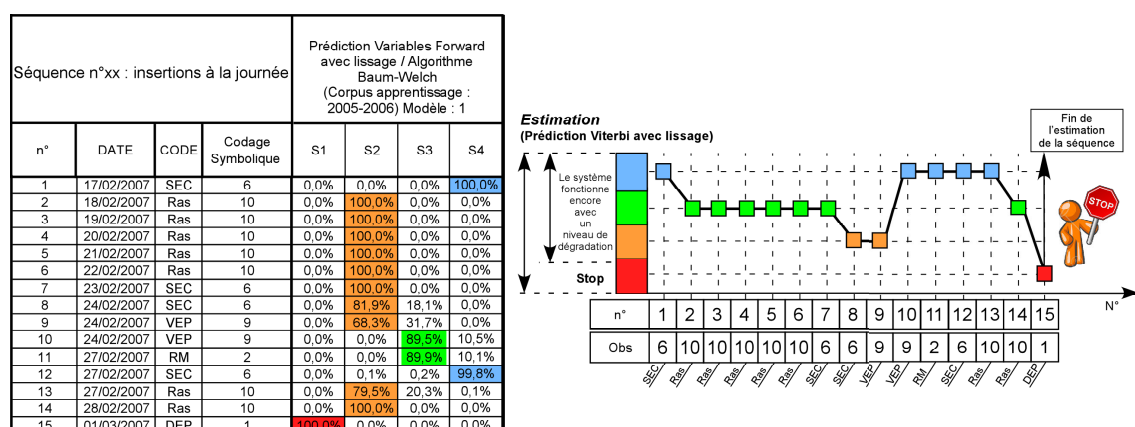 Séquence n°xx : insertions à la journée
Prédiction Variables Forward
avec lissage / Algorithme
Baum-Welch
(Corpus apprentissage :
2005-2006) Modèle : 1
n° DATE CODE Codage Symbolique S1 S2 S3 S4
1 17/02/2007 SEC 6 0,0% 0,0% 0,0% 100,0%
2 18/02/2007 Ras 10 0,0% 100,0% 0,0% 0,0%
3 19/02/2007 Ras 10 0,0% 100,0% 0,0% 0,0%
4 20/02/2007 Ras 10 0,0% 100,0% 0,0% 0,0%
5 21/02/2007 Ras 10 0,0% 100,0% 0,0% 0,0%
6 22/02/2007 Ras 10 0,0% 100,0% 0,0% 0,0%
7 23/02/2007 SEC 6 0,0% 100,0% 0,0% 0,0%
8 24/02/2007 SEC 6 0,0% 81,9% 18,1% 0,0%
9 24/02/2007 VEP 9 0,0% 68,3% 31,7% 0,0%
10 24/02/2007 VEP 9 0,0% 0,0% 89,5% 10,5%
11 27/02/2007 RM 2 0,0% 0,0% 89,9% 10,1%
12 27/02/2007 SEC 6 0,0% 0,1% 0,2% 99,8%
13 27/02/2007 Ras 10 0,0% 79,5% 20,3% 0,1%
14 28/02/2007 Ras 10 0,0% 100,0% 0,0% 0,0%
15 01/03/2007 DEP 1 100,0% 0,0% 0,0% 0,0%
Estimation
(Prédiction Viterbi avec lissage)
Le système
fonctionne
encore
avec
un
niveau de
dégradation
Stop
Fin de
l'estimation
de la séquence
STOP
N°
n° 1 2 3 4 5 6 7 8 9 10 11 12 13 14 15
Obs 6 10 10 10 10 10 6 6 9 9 2 6 10 10 1
SEC Ras Ras Ras Ras Ras SEC SEC VEP VEP RM SEC Ras Ras DEP